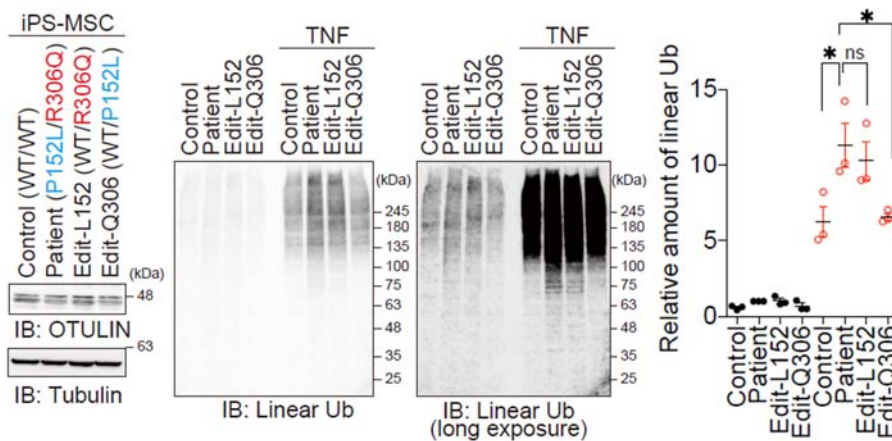 iPS-MSC
Control (WT/WT)
Patient (P152L/R306Q)
Edit-L152 (WT/R306Q)
Edit-Q306 (WT/P152L)
(kDa)
48
IB: OTULIN
63
IB: Tubulin
TNF
Control
Patient
Edit-L152
Edit-Q306
Control
Patient
Edit-L152
Edit-Q306
(kDa)
245
180
135
100
75
63
48
35
25
IB: Linear Ub
TNF
Control
Patient
Edit-L152
Edit-Q306
Control
Patient
Edit-L152
Edit-Q306
(kDa)
245
180
135
100
75
63
48
35
25
IB: Linear Ub
(long exposure)
Relative amount of linear Ub
15
10
5
0
*
*
ns
Control
Patient
Edit-L152
Edit-Q306
Control
Patient
Edit-L152
Edit-Q306